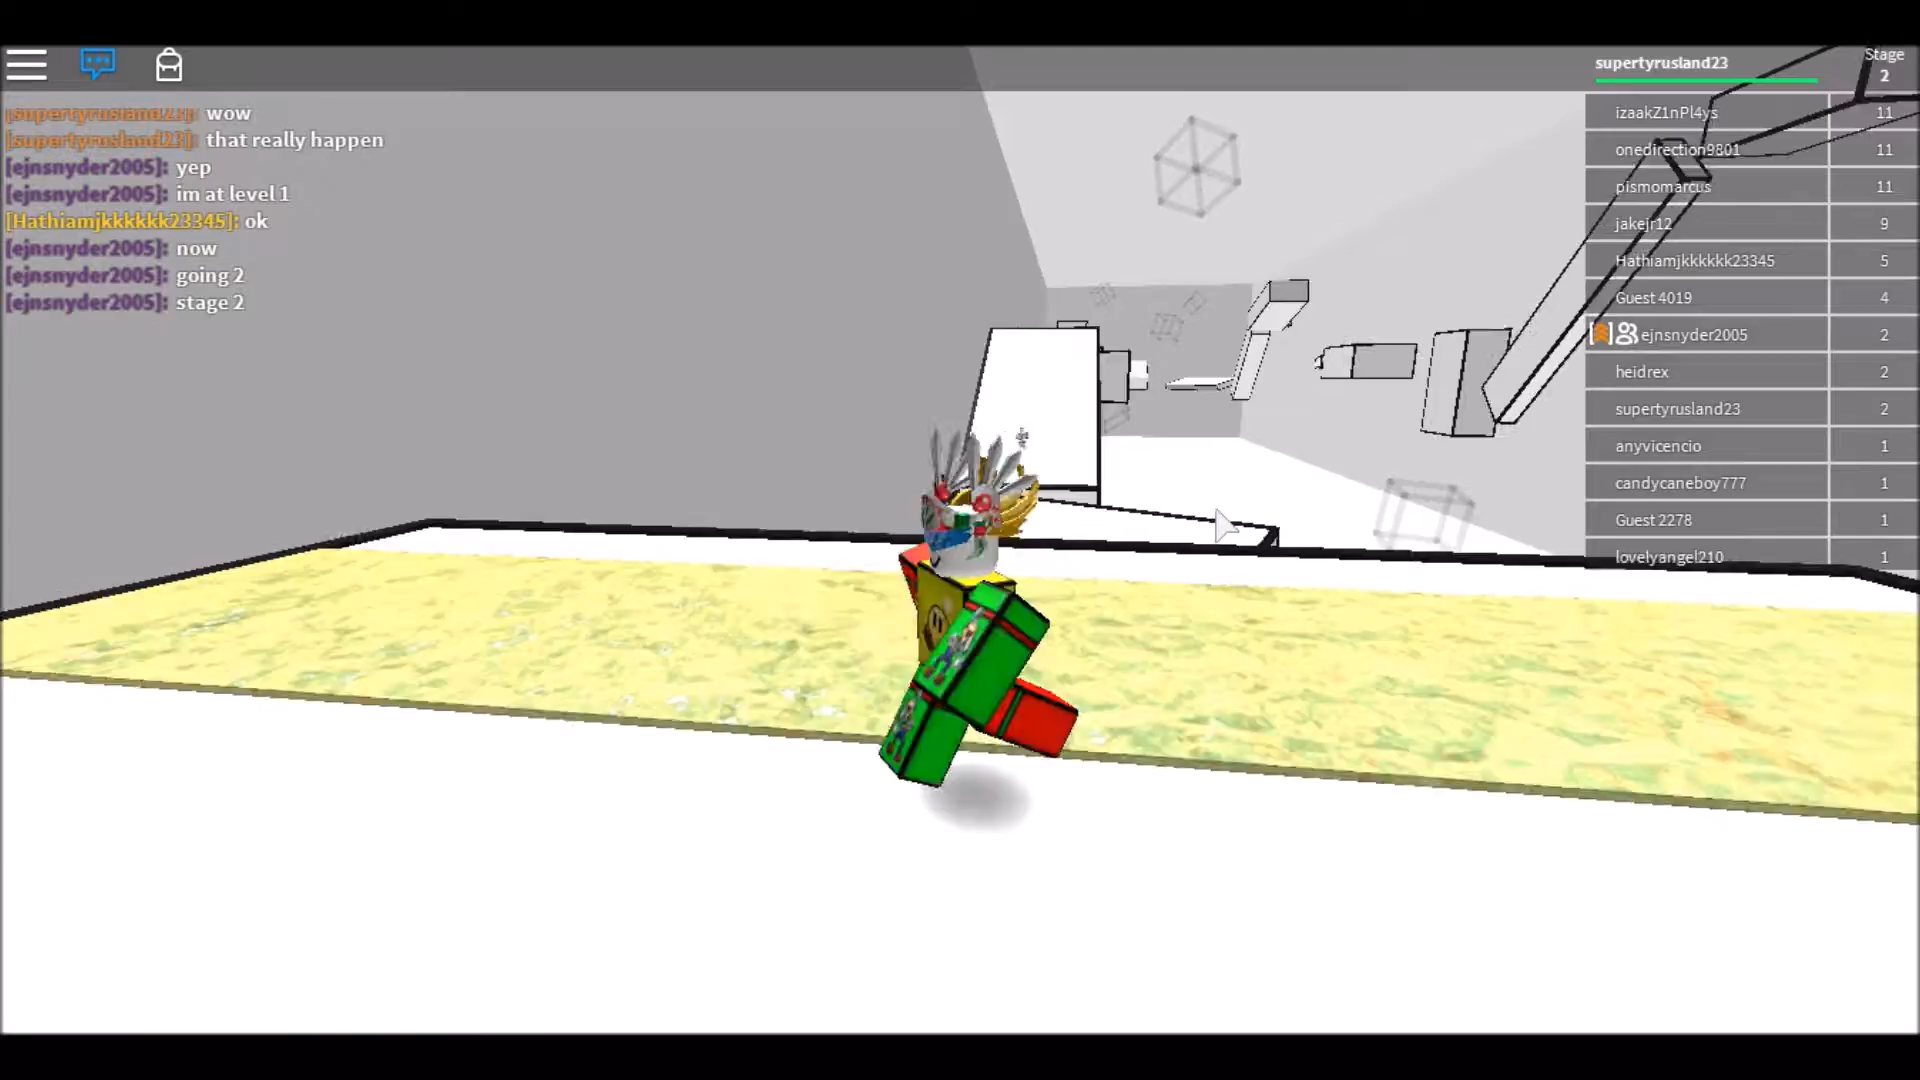 supertyrusland23
Stage
2
[supertyrusland23]: wow
[supertyrusland23]: that really happen
[ejnsnyder2005]: yep
[ejnsnyder2005]: im at level 1
[Hathiamjkkkkkk23345]: ok
[ejnsnyder2005]: now
[ejnsnyder2005]: going 2
[ejnsnyder2005]: stage 2
izaakZ1nPl4ys 11
onedirection9801 11
pismomarcus 11
jakejr12 9
Hathiamjkkkkkk23345 5
Guest 4019 4
ejnsnyder2005 2
heidrex 2
supertyrusland23 2
anyvicencio 1
candycaneboy777 1
Guest 2278 1
lovelyangel210 1